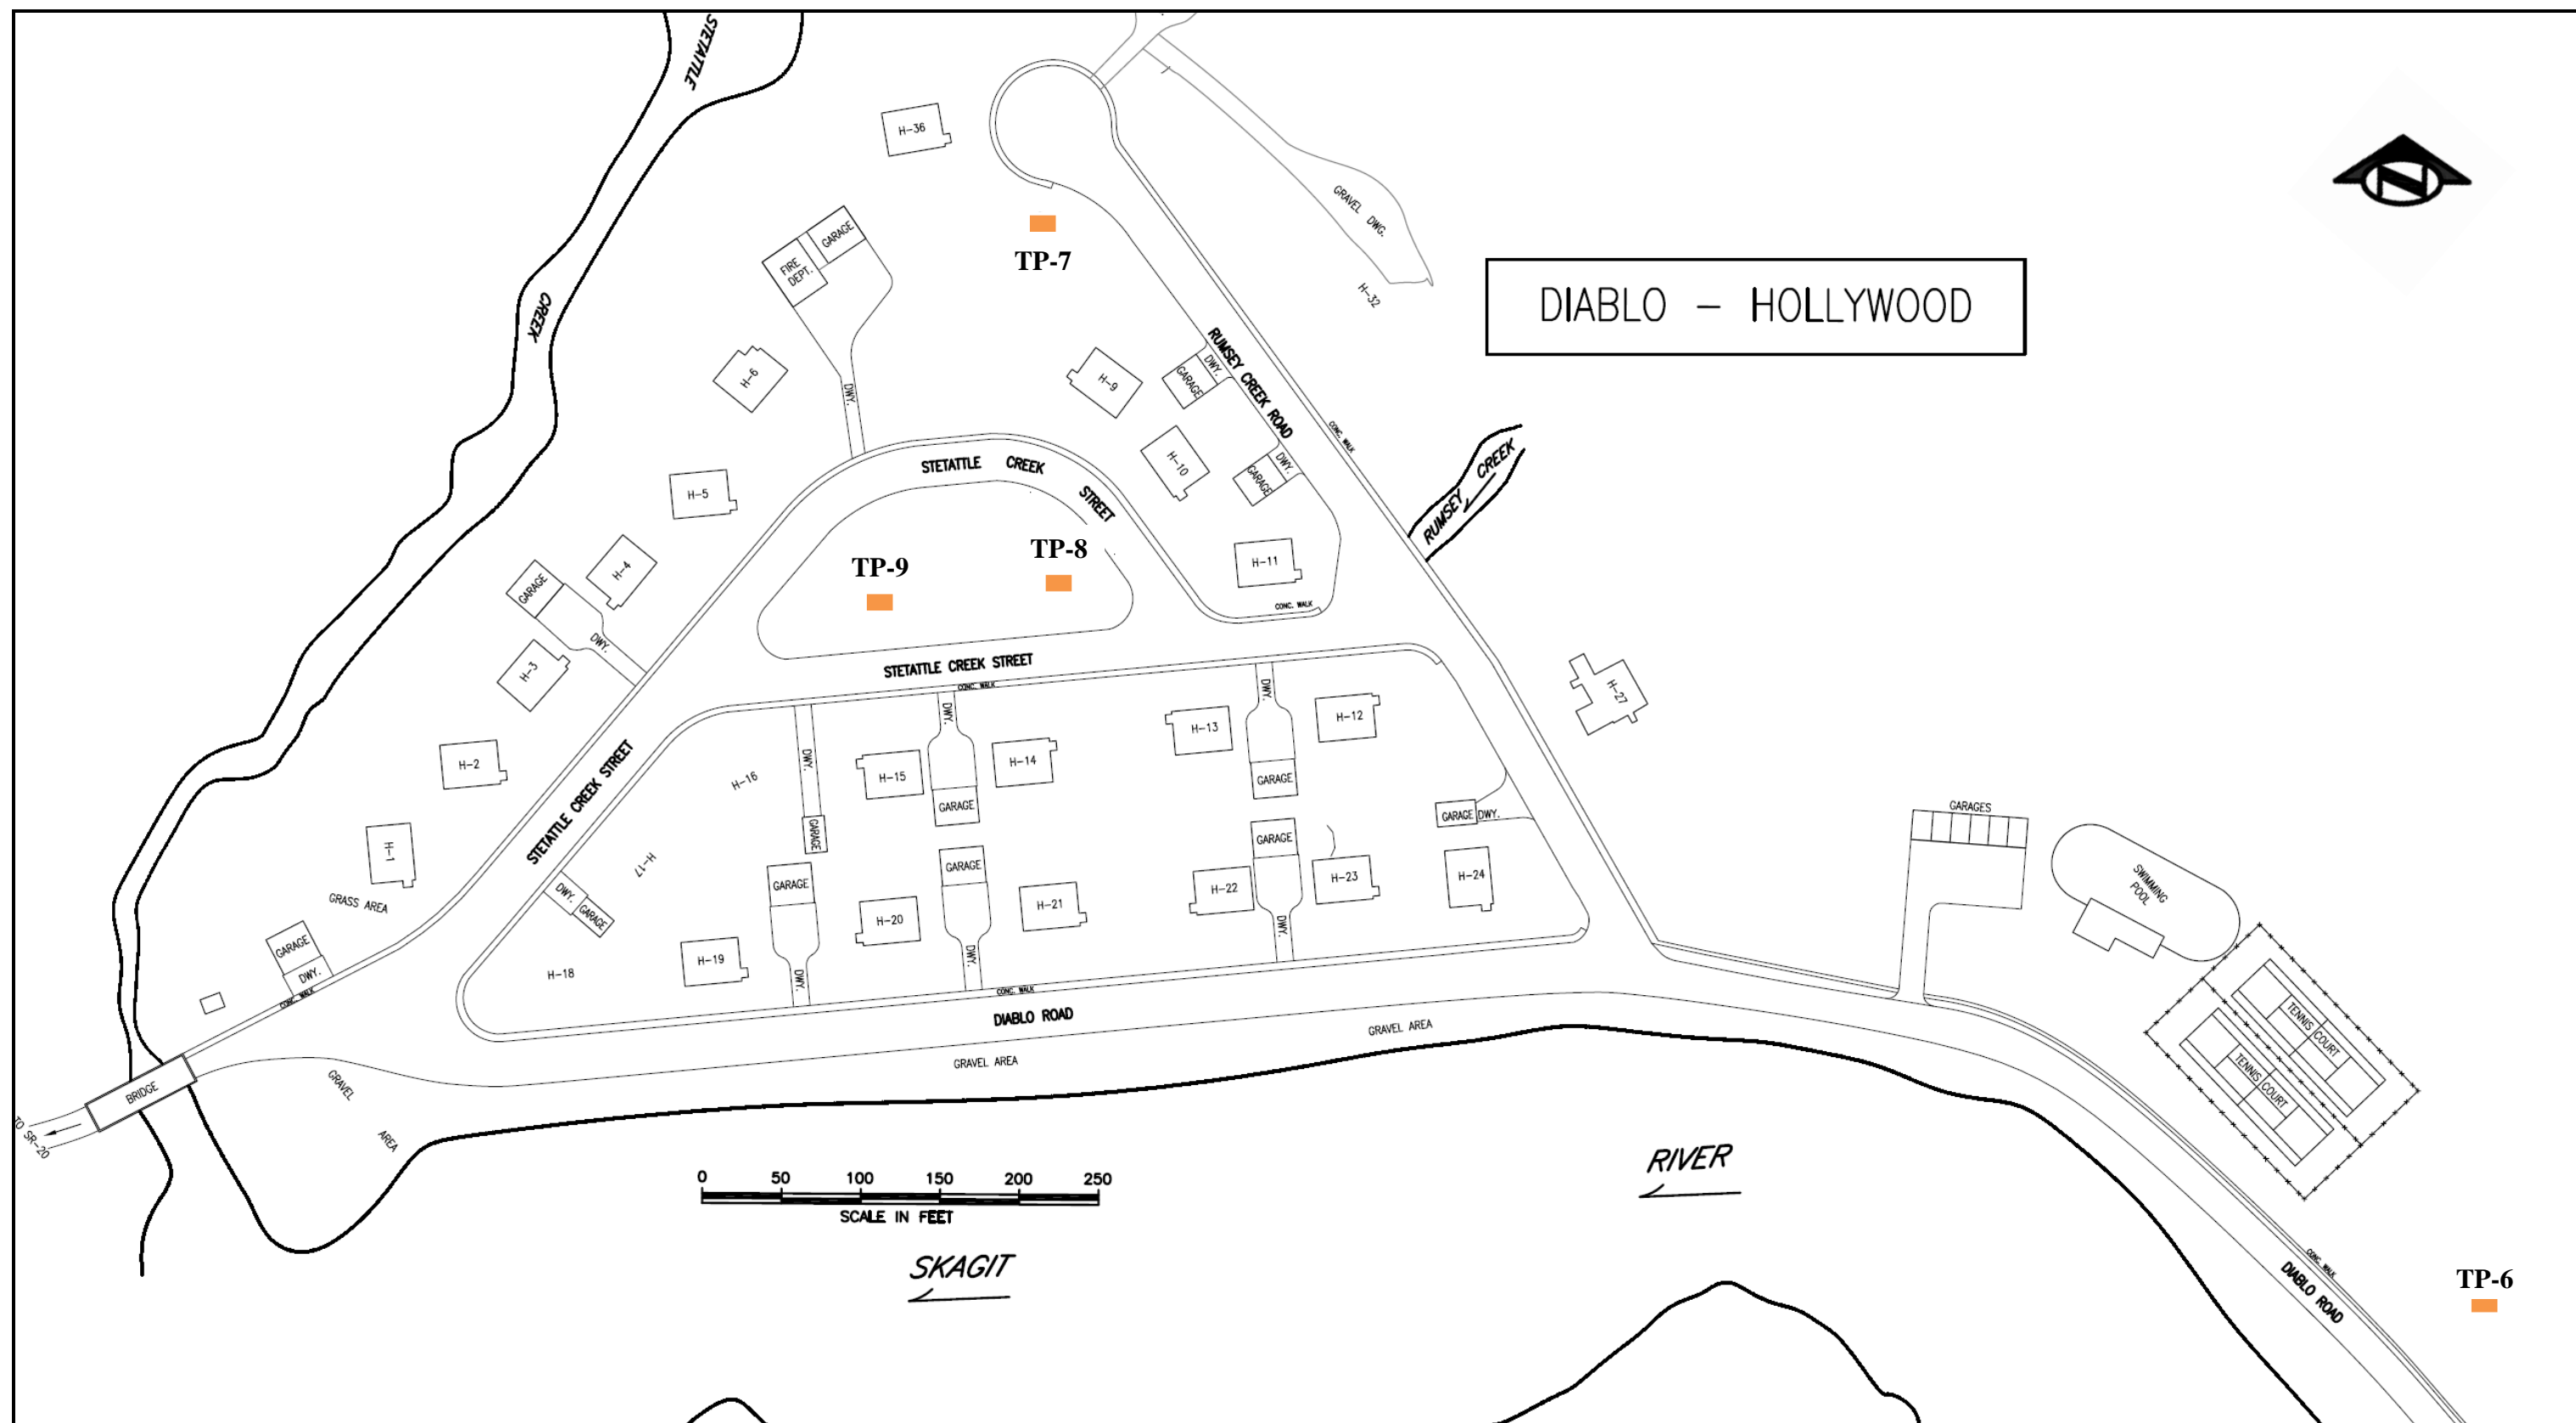 STETATTLE
CREEK
H-36
GARAGE
FIRE
DEPT.
TP-7
GRAVEL DWG.
H-32
N
DIABLO - HOLLYWOOD
H-6
DWY.
H-9
GARAGE
DWY.
RUMSEY CREEK ROAD
CONC. WALK
H-10
GARAGE
DWY.
RUMSEY CREEK
STETATTLE CREEK STREET
H-5
TP-9
TP-8
H-11
CONC. WALK
H-4
GARAGE
DWY.
H-3
STETATTLE CREEK STREET
CONC. WALK
H-2
H-1
STETATTLE CREEK STREET
H-16
DWY.
GARAGE
H-15
DWY.
GARAGE
H-14
H-13
DWY.
GARAGE
H-12
H-27
GARAGE DWY.
GARAGES
SWIMMING
POOL
GRASS AREA
GARAGE
DWY.
CONC. WALK
H-17
DWY.
GARAGE
H-18
H-19
GARAGE
DWY.
H-20
GARAGE
DWY.
H-21
H-22
GARAGE
DWY.
H-23
H-24
CONC. WALK
DIABLO ROAD
GRAVEL AREA
GRAVEL AREA
TENNIS COURT
TENNIS COURT
BRIDGE
TO SR-20
GRAVEL
AREA
0 50 100 150 200 250
SCALE IN FEET
RIVER
SKAGIT
CONC. WALK
DIABLO ROAD
TP-6